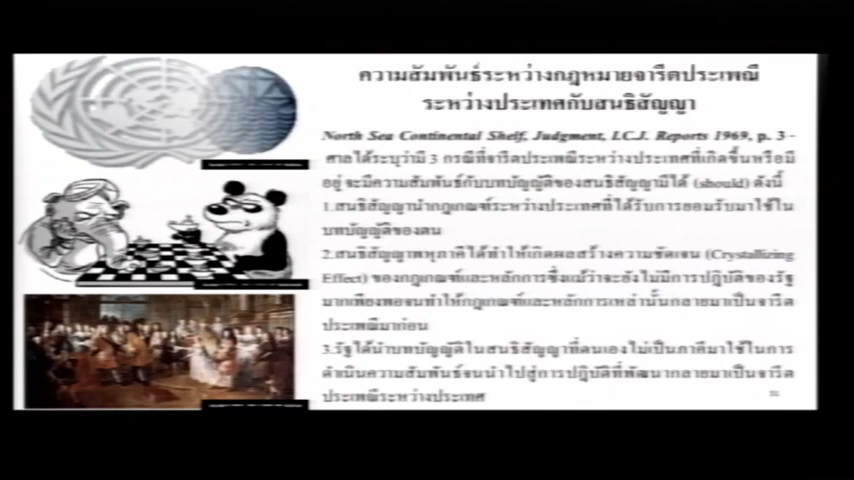 ความสัมพันธ์ระหว่างกฎหมายจารีตประเพณี
ระหว่างประเทศกับสนธิสัญญา
North Sea Continental Shelf, Judgment, I.C.J. Reports 1969, p. 3 -
ศาลได้ระบุว่ามี 3 กรณีที่จารีตประเพณีระหว่างประเทศที่เกิดขึ้นหรือมี
อยู่ จะมีความสัมพันธ์กับบทบัญญัติของสนธิสัญญามีได้ (should) ดังนี้
1.สนธิสัญญานำกฎเกณฑ์ระหว่างประเทศที่ได้รับการยอมรับมาใช้ใน
บทบัญญัติของตน
2.สนธิสัญญาพหุภาคีได้ทำให้เกิดผลสร้างความชัดเจน (Crystallizing
Effect) ของกฎเกณฑ์และหลักการซึ่งแม้ว่าจะยังไม่มีการปฏิบัติของรัฐ
มากเพียงพอจนทำให้กฎเกณฑ์และหลักการเหล่านั้นกลายมาเป็นจารีต
ประเพณีมาก่อน
3.รัฐได้นำบทบัญญัติในสนธิสัญญาที่ตนเองไม่เป็นภาคีมาใช้ในการ
ดำเนินความสัมพันธ์จนนำไปสู่การปฏิบัติที่พัฒนากลายมาเป็นจารีต
ประเพณีระหว่างประเทศ